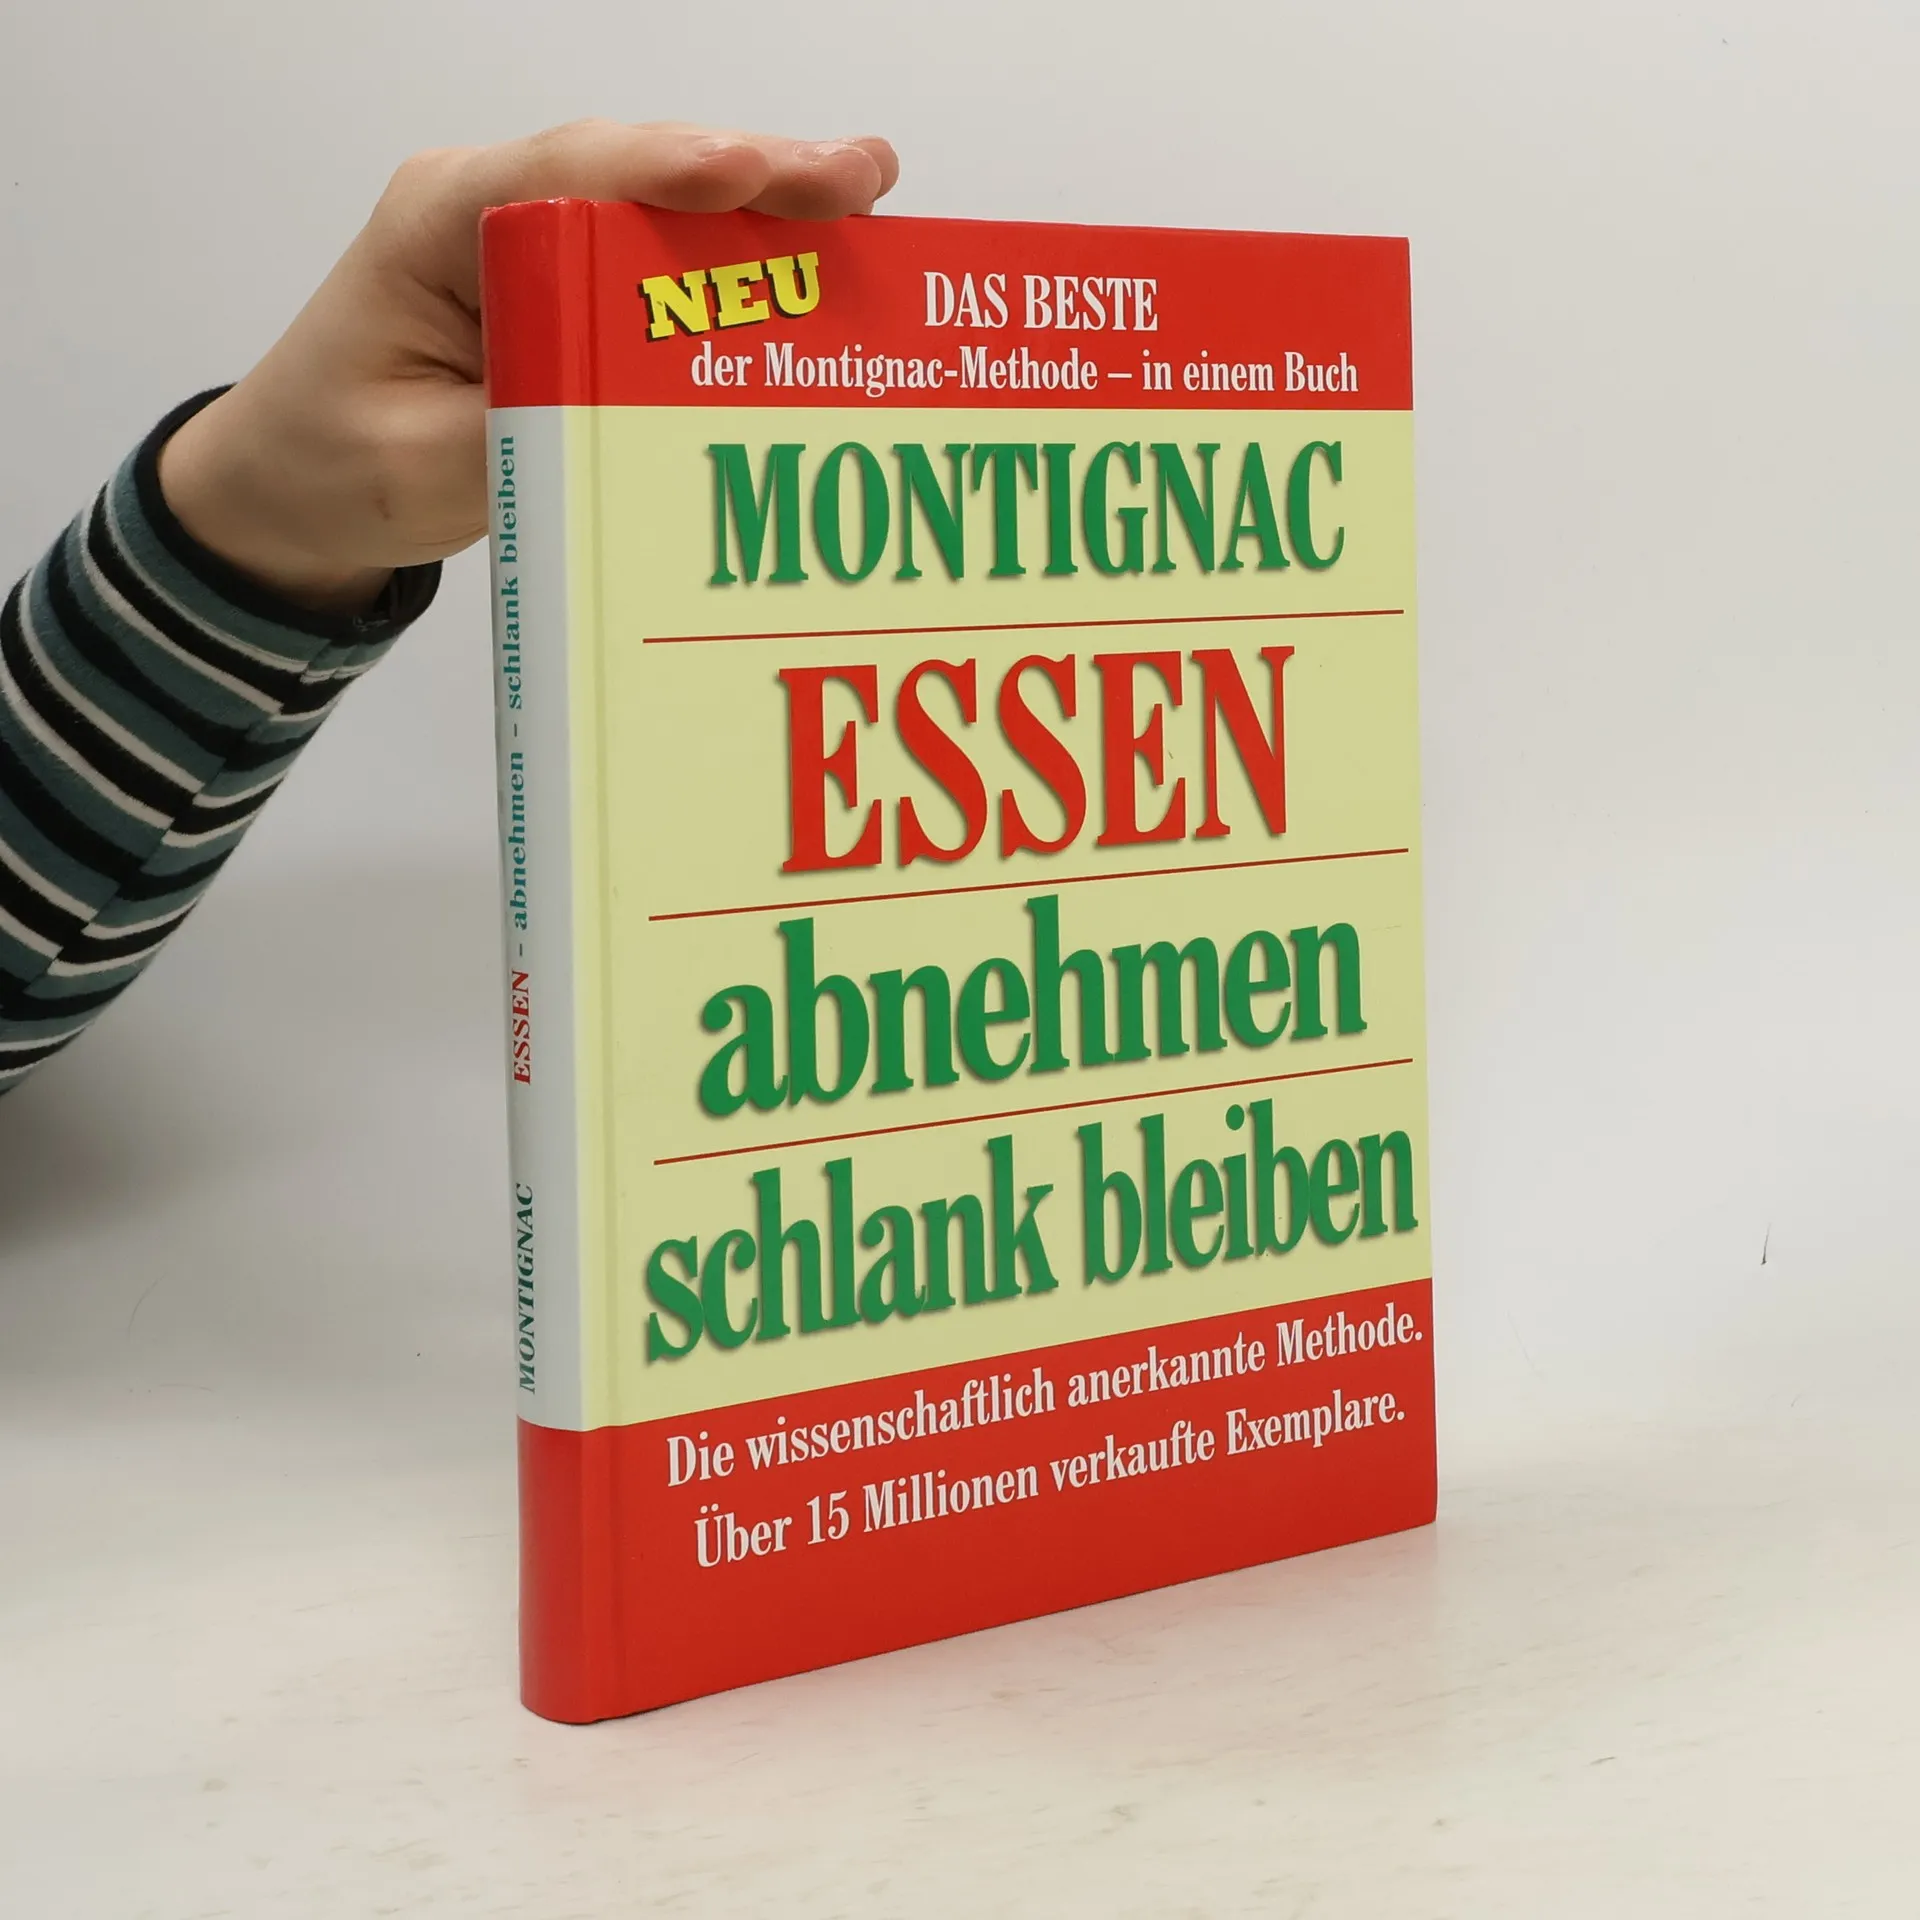 NEU
DAS BESTE
der Montignac-Methode – in einem Buch
MONTIGNAC
ESSEN
abnehmen
schlank bleiben
Die wissenschaftlich anerkannte Methode.
Über 15 Millionen verkaufte Exemplare.
MONTIGNAC ESSEN - abnehmen - schlank bleiben